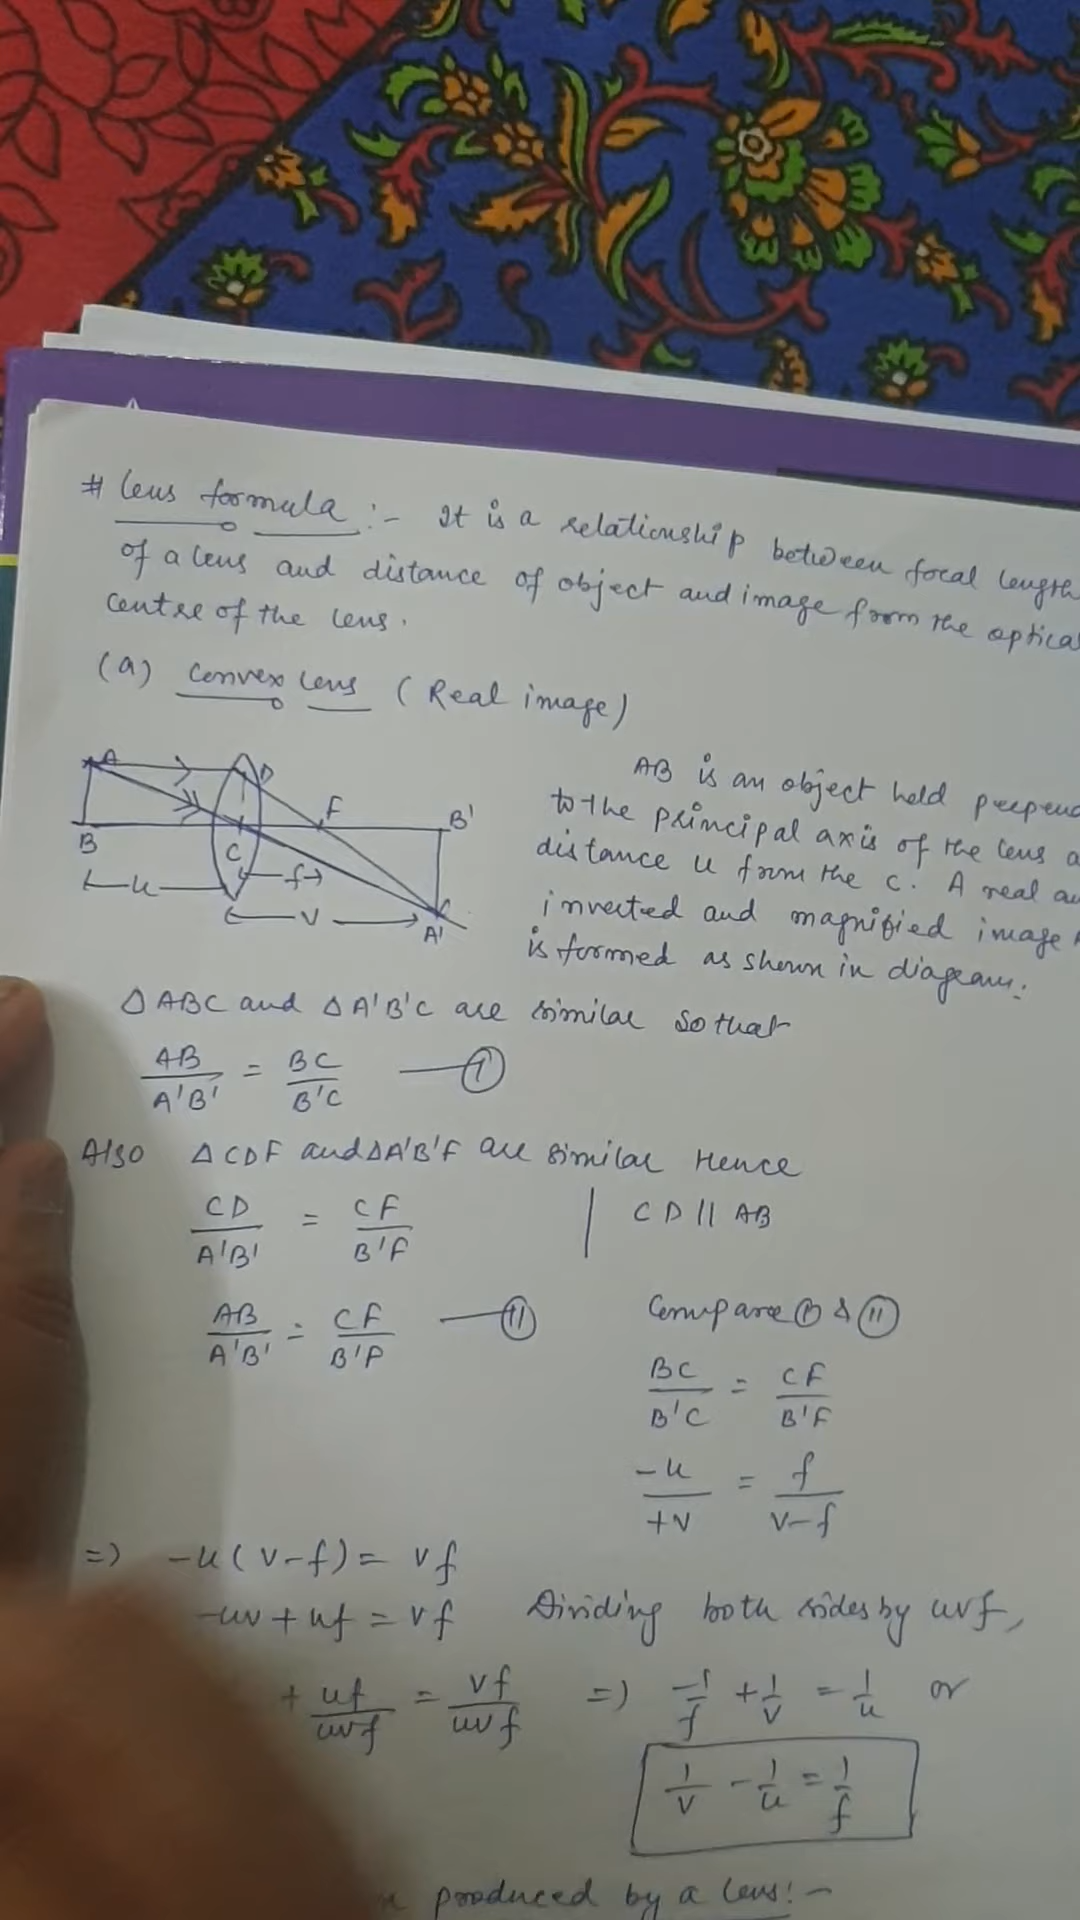 # Lens formula :- It is a relationship between focal length
of a lens and distance of object and image from the optical
centre of the lens.
(a) Convex lens (Real image)
A
D
F
B'
B
C
u
f
v
A'
AB is an object held perpend
to the principal axis of the lens a
distance u from the C. A real an
inverted and magnified image
is formed as shown in diagram.
Δ ABC and Δ A'B'C are similar so that
AB/A'B' = BC/B'C — (I)
Also Δ CDF and Δ A'B'F are similar Hence
CD/A'B' = CF/B'F | CD || AB
AB/A'B' = CF/B'P — (II)
Compare (I) & (II)
BC/B'C = CF/B'F
-u/+v = f/v-f
=) -u(v-f) = vf
-uv + uf = vf Dividing both sides by uvf,
+ uf/uvf = vf/uvf =) -1/f + 1/v = 1/u or
1/v - 1/u = 1/f
produced by a lens:-